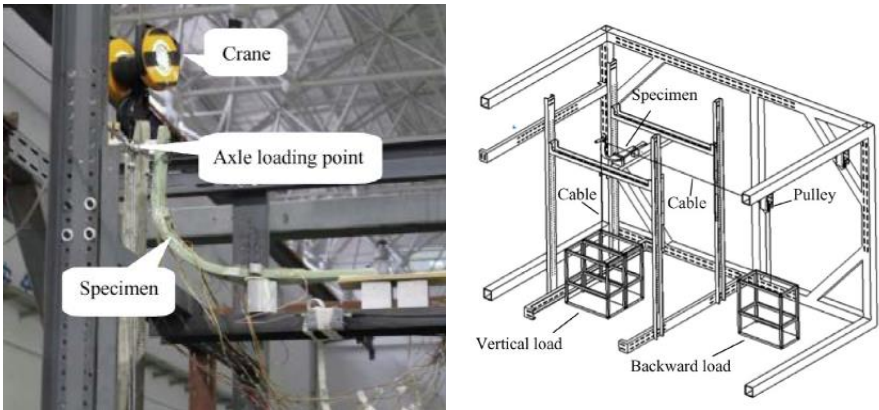 Crane
Axle loading point
Specimen
Specimen
Cable
Cable
Pulley
Vertical load
Backward load